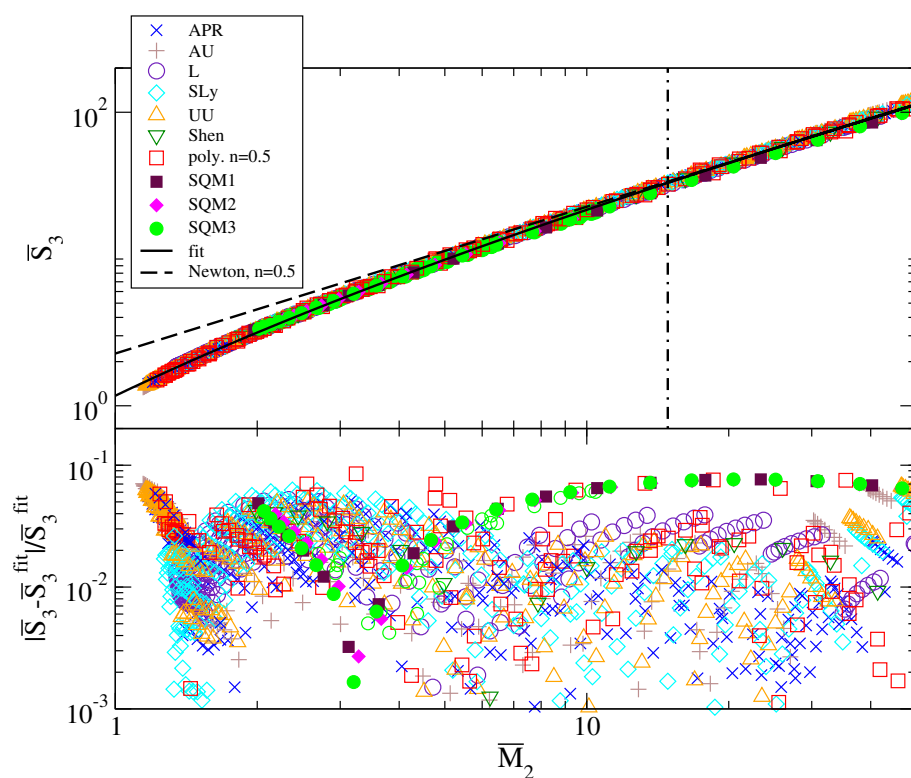 APR
AU
L
SLy
UU
Shen
poly. n=0.5
SQM1
SQM2
SQM3
fit
Newton, n=0.5
10^2
S̅_3
10^0
10^-1
|S̅_3-S̅_3^fit|/S̅_3^fit
10^-2
10^-3
1
10
M̅_2